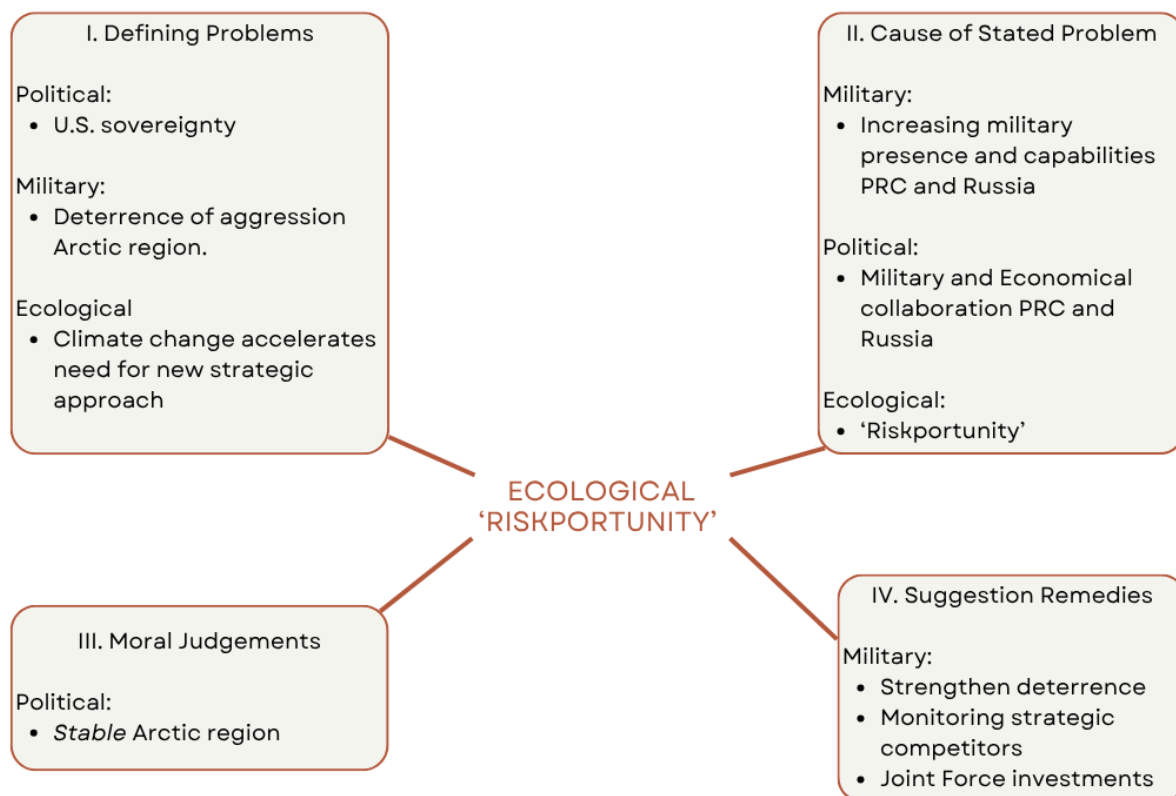 I. Defining Problems
Political:
• U.S. sovereignty
Military:
• Deterrence of aggression
Arctic region.
Ecological
• Climate change accelerates
need for new strategic
approach
II. Cause of Stated Problem
Military:
• Increasing military
presence and capabilities
PRC and Russia
Political:
• Military and Economical
collaboration PRC and
Russia
Ecological:
• ‘Riskportunity’
ECOLOGICAL
‘RISKPORTUNITY’
III. Moral Judgements
Political:
• Stable Arctic region
IV. Suggestion Remedies
Military:
• Strengthen deterrence
• Monitoring strategic
competitors
• Joint Force investments